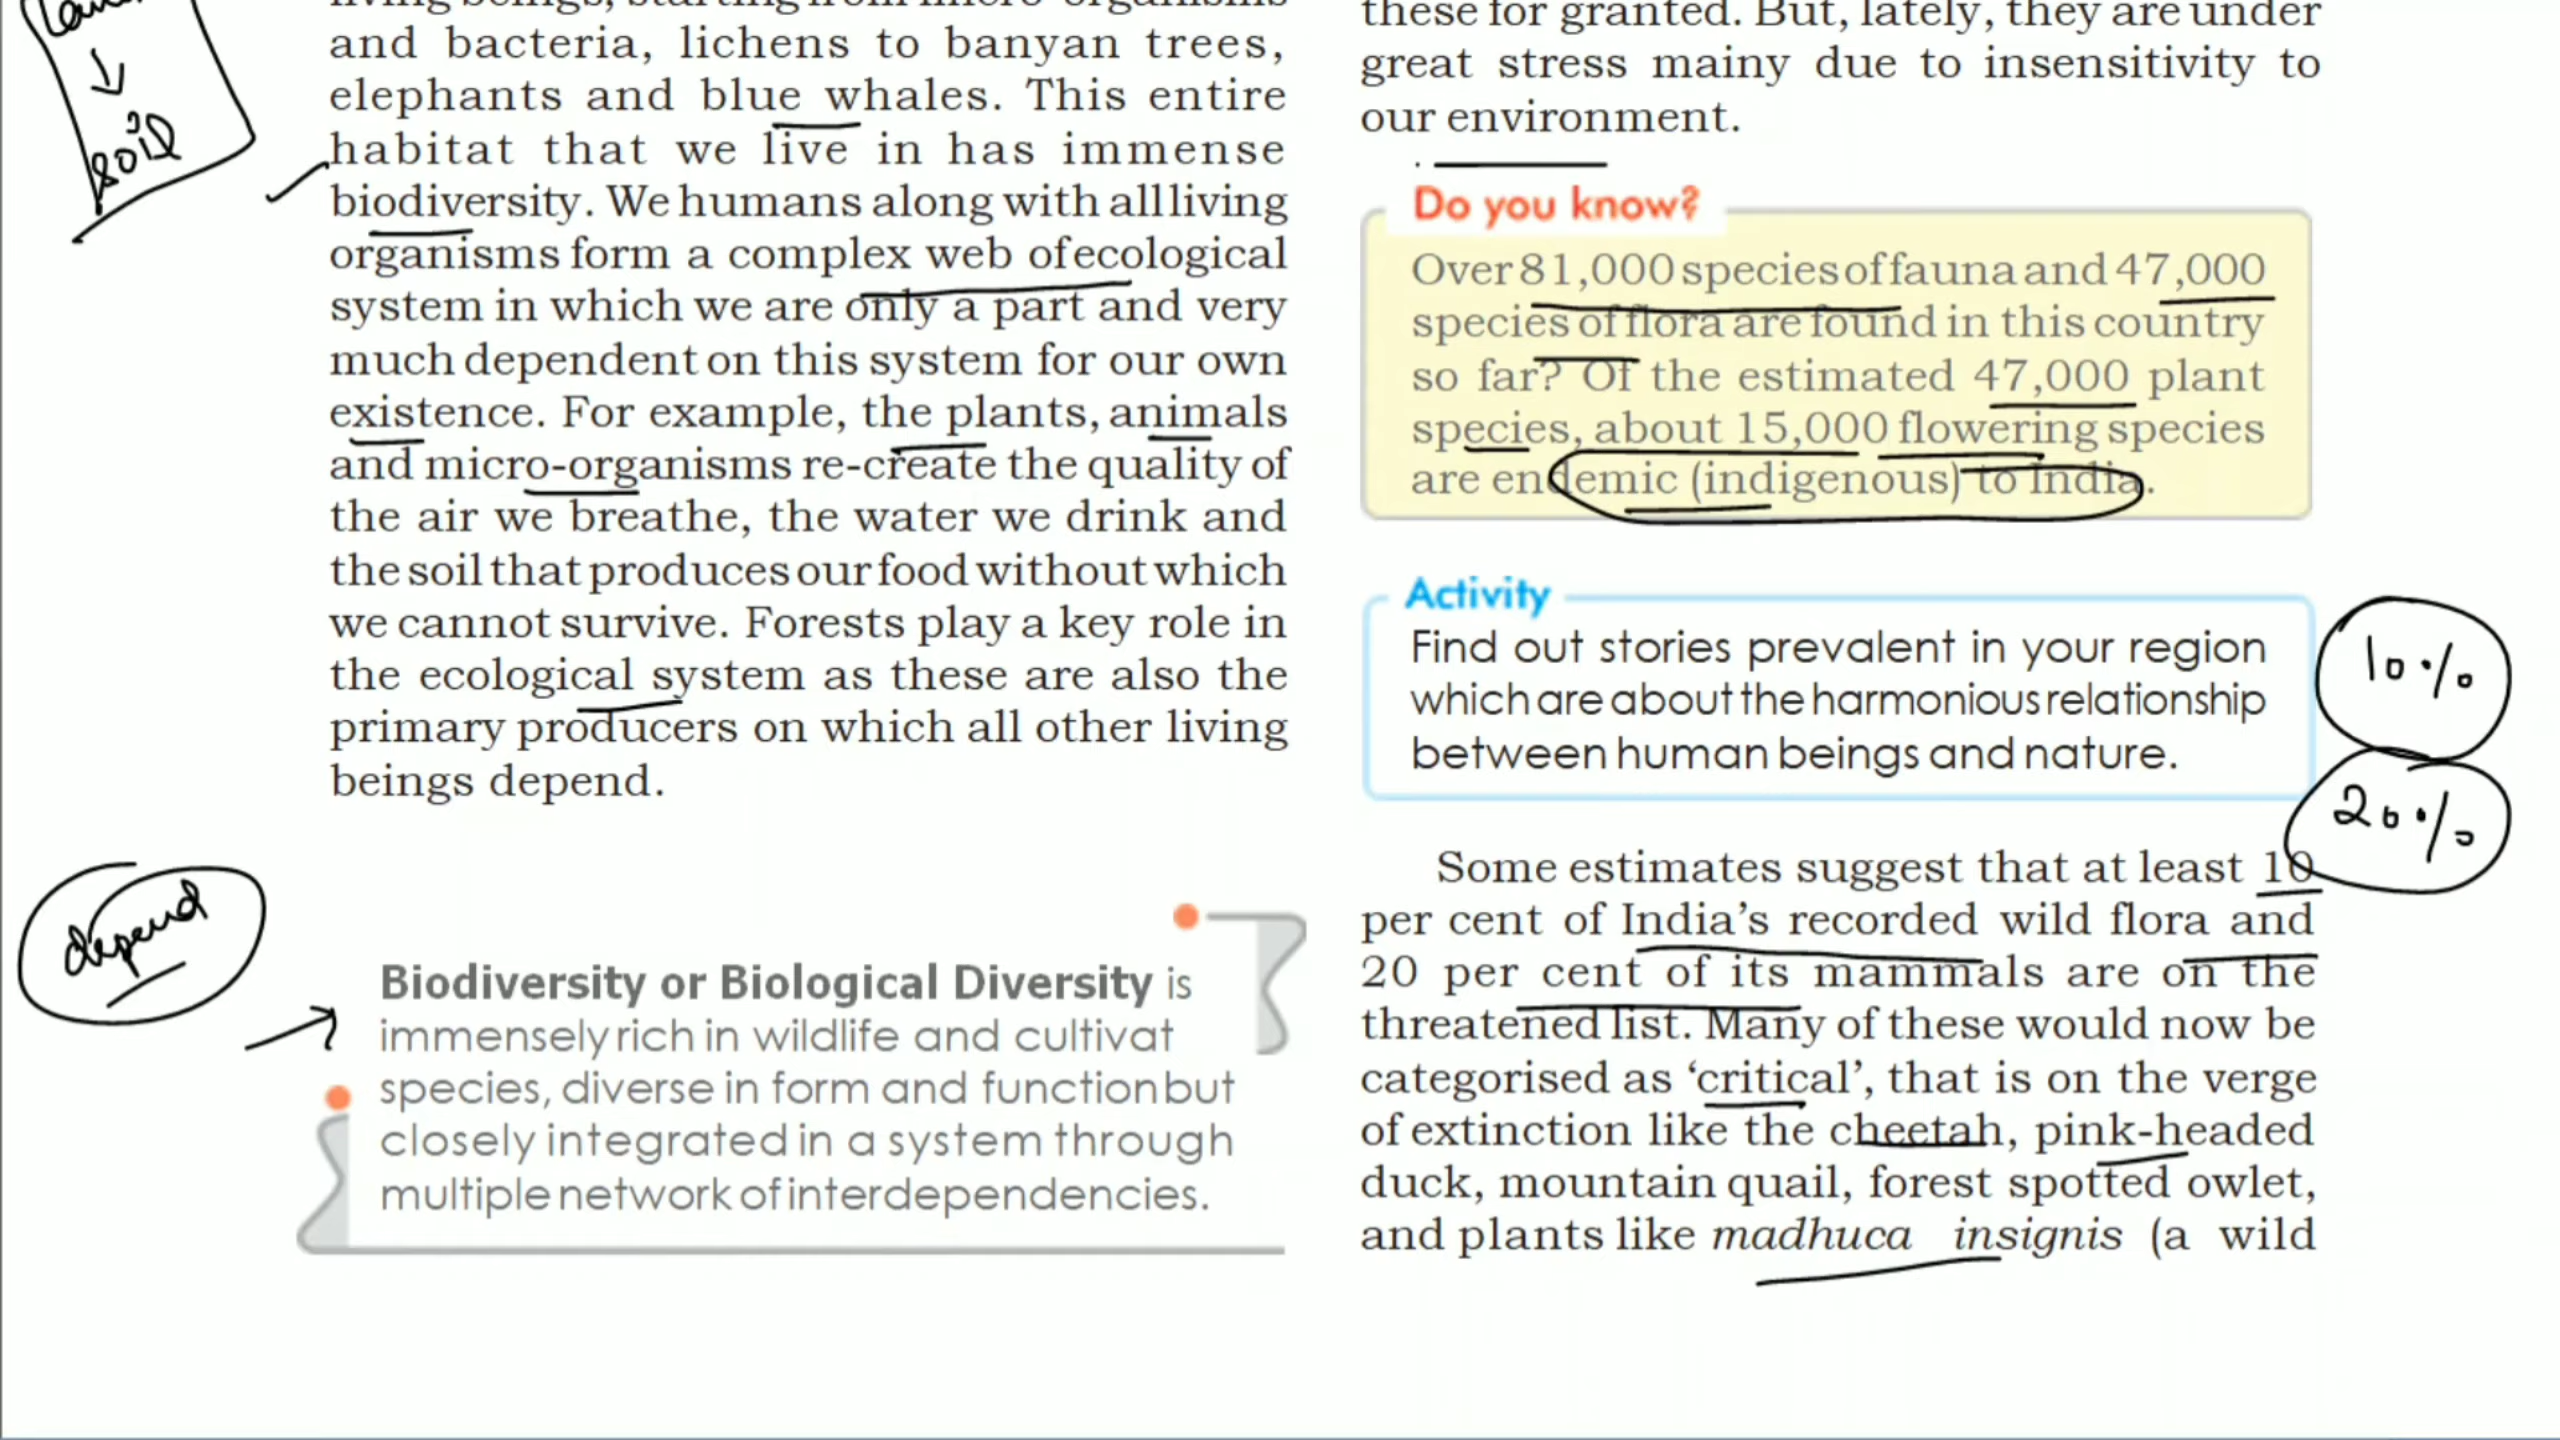 and bacteria, lichens to banyan trees,
elephants and blue whales. This entire
habitat that we live in has immense
biodiversity. We humans along with all living
organisms form a complex web of ecological
system in which we are only a part and very
much dependent on this system for our own
existence. For example, the plants, animals
and micro-organisms re-create the quality of
the air we breathe, the water we drink and
the soil that produces our food without which
we cannot survive. Forests play a key role in
the ecological system as these are also the
primary producers on which all other living
beings depend.
soil
depend
Biodiversity or Biological Diversity is
immensely rich in wildlife and cultivat
species, diverse in form and function but
closely integrated in a system through
multiple network of interdependencies.
these for granted. But, lately, they are under
great stress mainy due to insensitivity to
our environment.
Do you know?
Over 81,000 species of fauna and 47,000
species of flora are found in this country
so far? Of the estimated 47,000 plant
species, about 15,000 flowering species
are endemic (indigenous) to India.
Activity
Find out stories prevalent in your region
which are about the harmonious relationship
between human beings and nature.
10%
20%
Some estimates suggest that at least 10
per cent of India's recorded wild flora and
20 per cent of its mammals are on the
threatened list. Many of these would now be
categorised as ‘critical’, that is on the verge
of extinction like the cheetah, pink-headed
duck, mountain quail, forest spotted owlet,
and plants like madhuca insignis (a wild